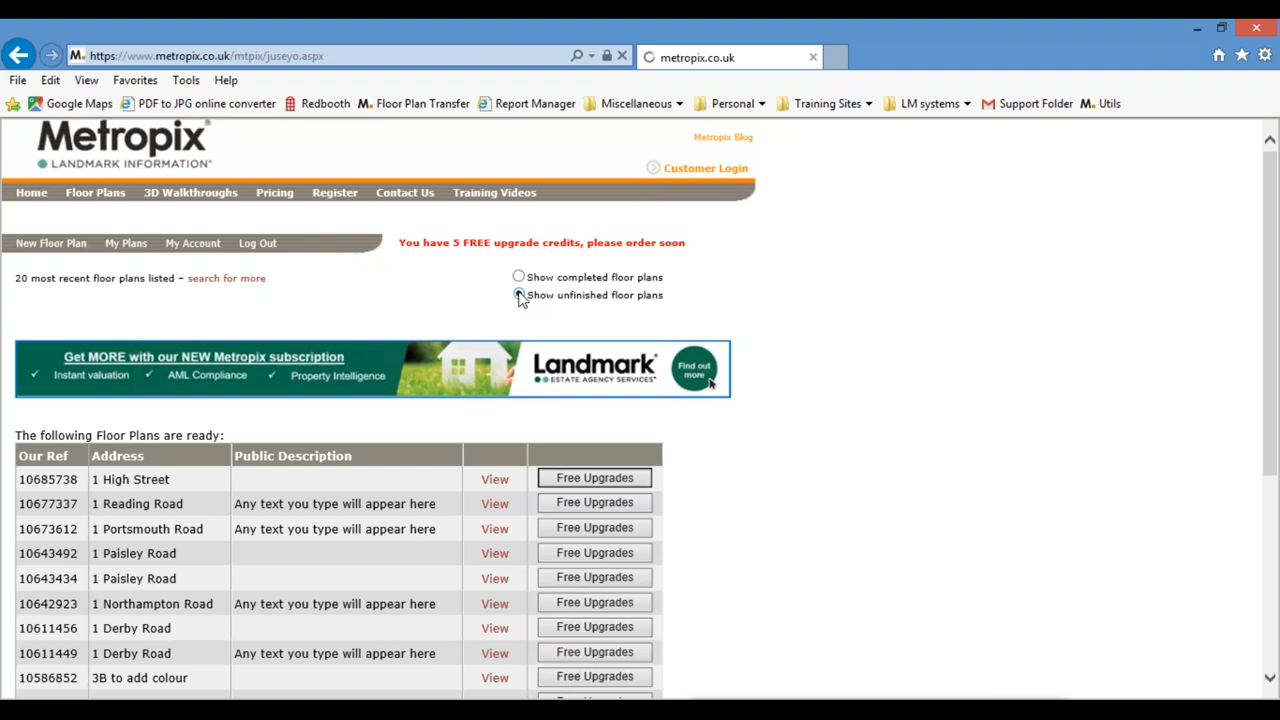 M. https://www.metropix.co.uk/mtpix/juseyo.aspx
metropix.co.uk
File Edit View Favorites Tools Help
Google Maps PDF to JPG online converter Redbooth M. Floor Plan Transfer Report Manager Miscellaneous Personal Training Sites LM systems Support Folder M. Utils
Metropix®
LANDMARK INFORMATION®
Metropix Blog
Customer Login
Home Floor Plans 3D Walkthroughs Pricing Register Contact Us Training Videos
New Floor Plan My Plans My Account Log Out
You have 5 FREE upgrade credits, please order soon
20 most recent floor plans listed - search for more
Show completed floor plans
Show unfinished floor plans
Get MORE with our NEW Metropix subscription
✓ Instant valuation ✓ AML Compliance ✓ Property Intelligence
Landmark®
ESTATE AGENCY SERVICES®
Find out
more
The following Floor Plans are ready:
Our Ref Address Public Description
10685738 1 High Street View Free Upgrades
10677337 1 Reading Road Any text you type will appear here View Free Upgrades
10673612 1 Portsmouth Road Any text you type will appear here View Free Upgrades
10643492 1 Paisley Road View Free Upgrades
10643434 1 Paisley Road View Free Upgrades
10642923 1 Northampton Road Any text you type will appear here View Free Upgrades
10611456 1 Derby Road View Free Upgrades
10611449 1 Derby Road Any text you type will appear here View Free Upgrades
10586852 3B to add colour View Free Upgrades